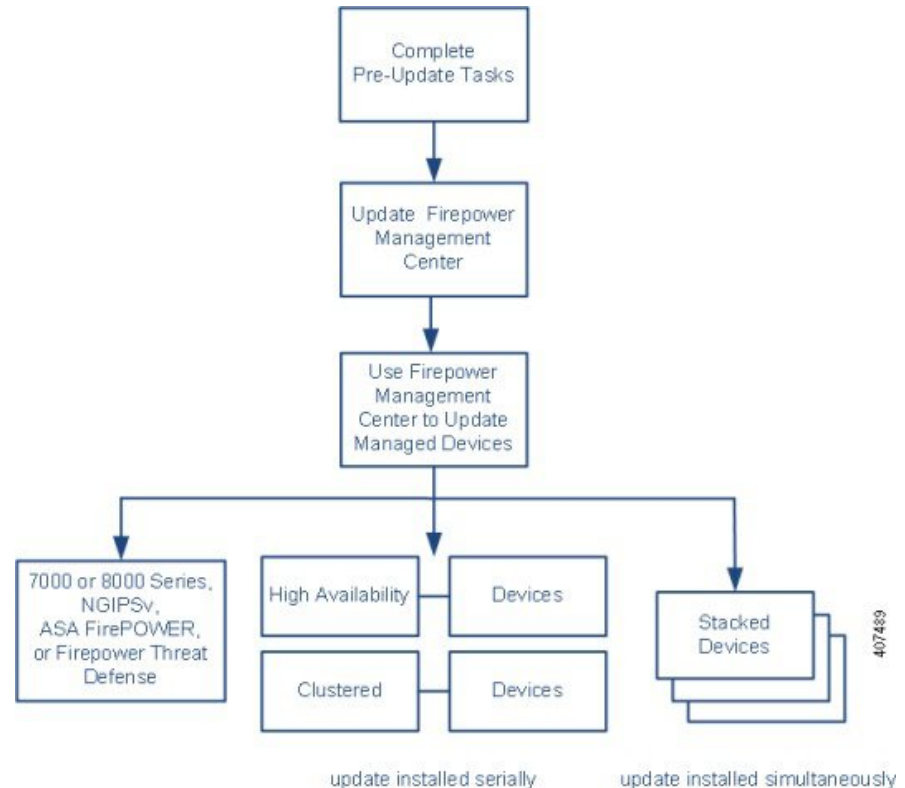 Complete
Pre-Update Tasks
Update Firepower
Management
Center
Use Firepower
Management
Center to Update
Managed Devices
7000 or 8000 Series,
NGIPSv,
ASA FirePOWER,
or Firepower Threat
Defense
High Availability
Devices
Clustered
Devices
Stacked
Devices
407489
update installed serially
update installed simultaneously